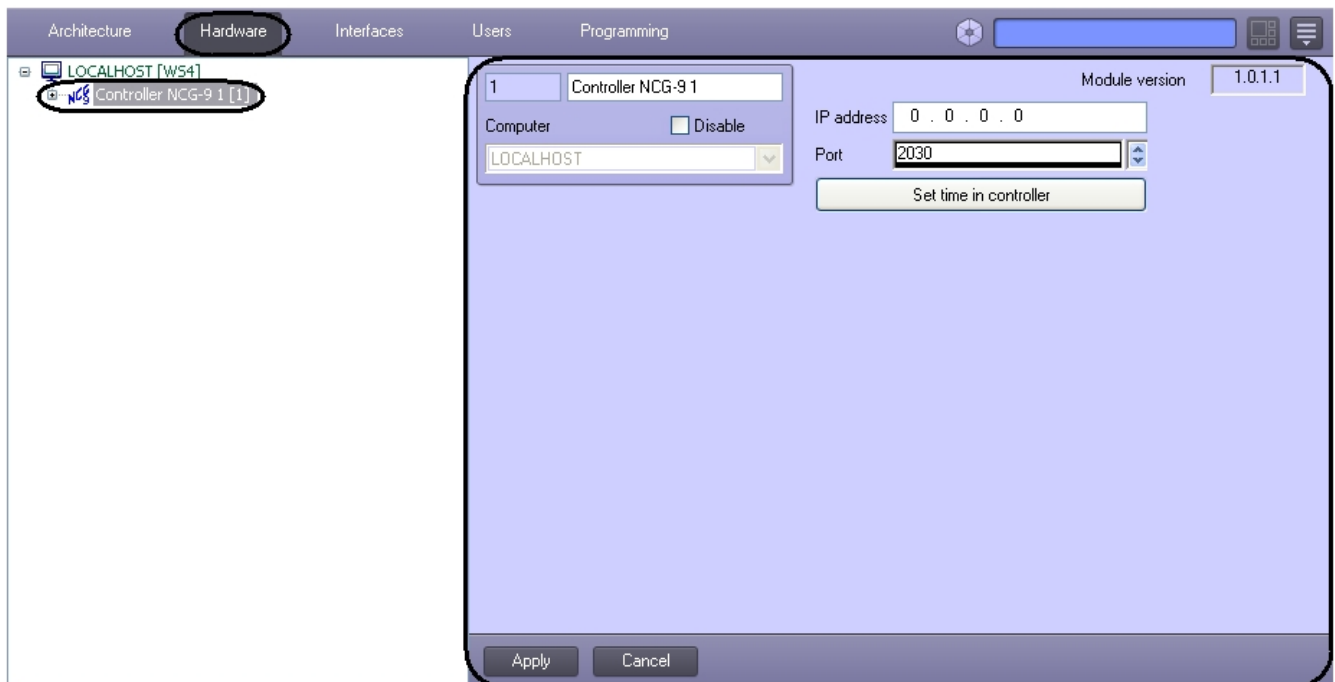 Architecture Hardware Interfaces Users Programming
LOCALHOST [WS4]
NCG Controller NCG-9 1 [1]
1 Controller NCG-9 1
Computer Disable
LOCALHOST
Module version 1.0.1.1
IP address 0 . 0 . 0 . 0
Port 2030
Set time in controller
Apply Cancel